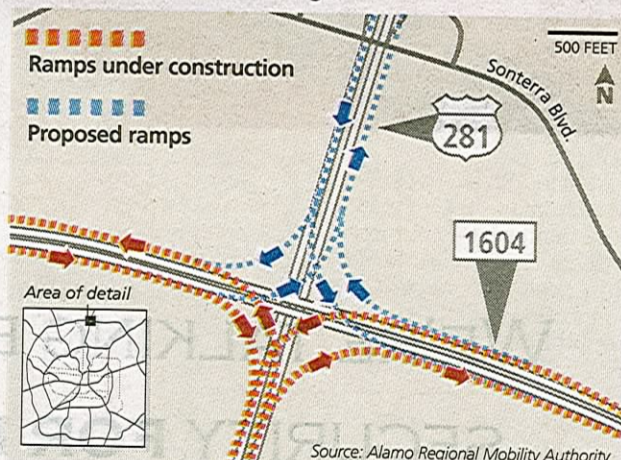 Ramps under construction
Proposed ramps
500 FEET
N
Sonterra Blvd.
281
1604
Area of detail
Source: Alamo Regional Mobility Authority